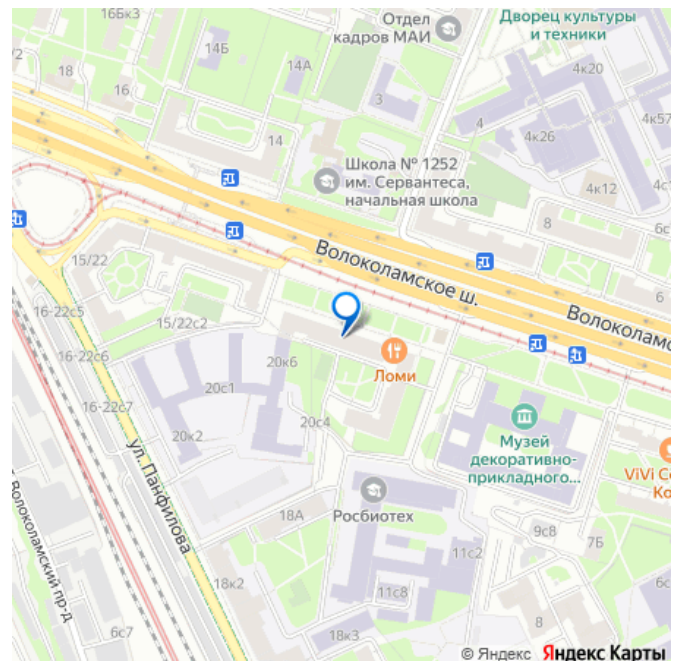 16Бк3
Отдел
кадров МАИ
Дворец культуры
и техники
14Б
14А
18
16
3
4к20
4
4к26
4к57
14
Школа № 1252
им. Сервантеса,
начальная школа
4к12
8
15/22
Волоколамское ш.
6
16-22с5
15/22с2
Волоколамс
16-22с6
20к6
Ломи
20с1
16-22с7
20к2
20с4
Музей
декоративно-
прикладного...
ViVi С
Ко
ул. Панфилова
Росбиотех
18А
9с8
7Б
Волоколамский пр-д
11с2
18к2
11с8
6с7
18к3
8
© Яндекс Яндекс Карты